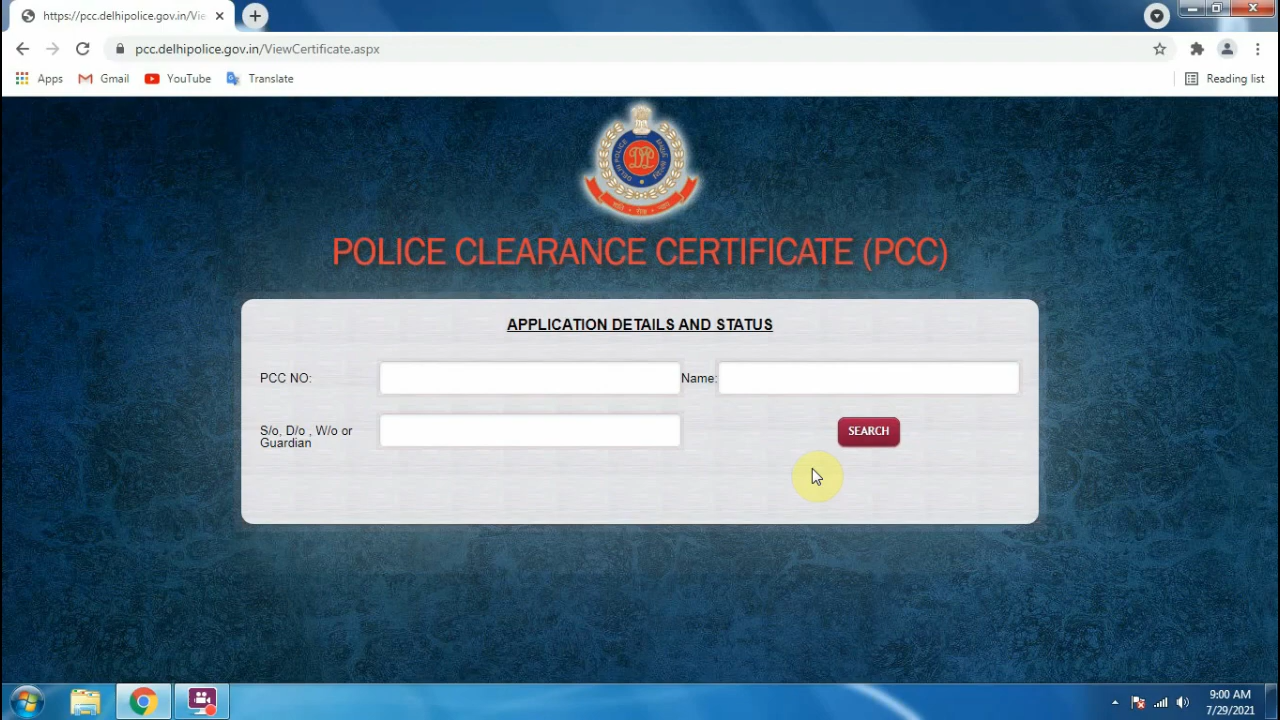 https://pcc.delhipolice.gov.in/Vie
pcc.delhipolice.gov.in/ViewCertificate.aspx
Apps
Gmail
YouTube
Translate
Reading list
POLICE CLEARANCE CERTIFICATE (PCC)
APPLICATION DETAILS AND STATUS
PCC NO:
Name:
S/o, D/o , W/o or
Guardian
SEARCH
9:00 AM
7/29/2021